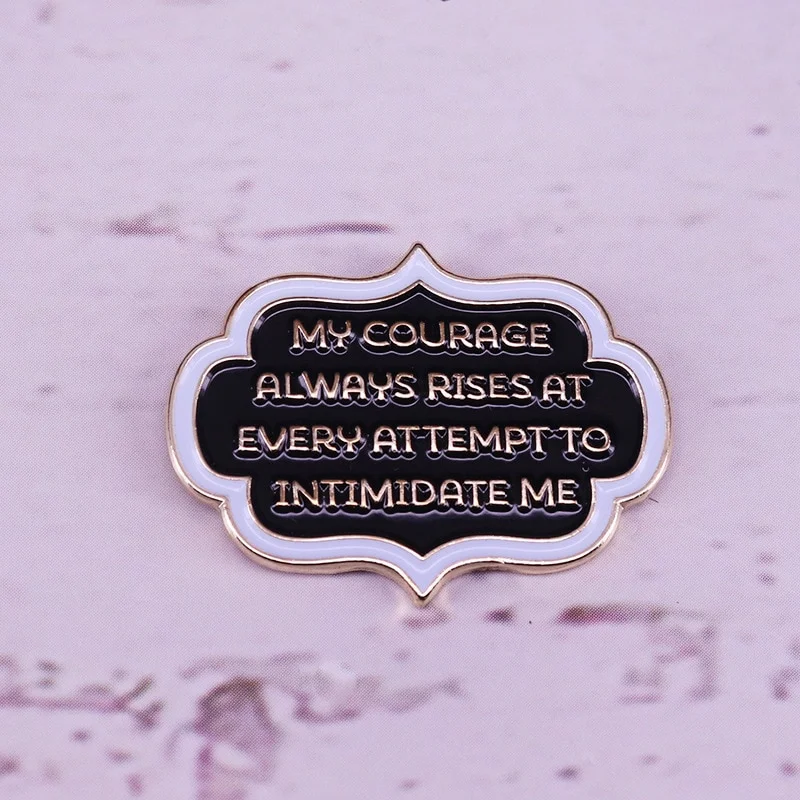 MY COURAGE
ALWAYS RISES AT
EVERY ATTEMPT TO
INTIMIDATE ME